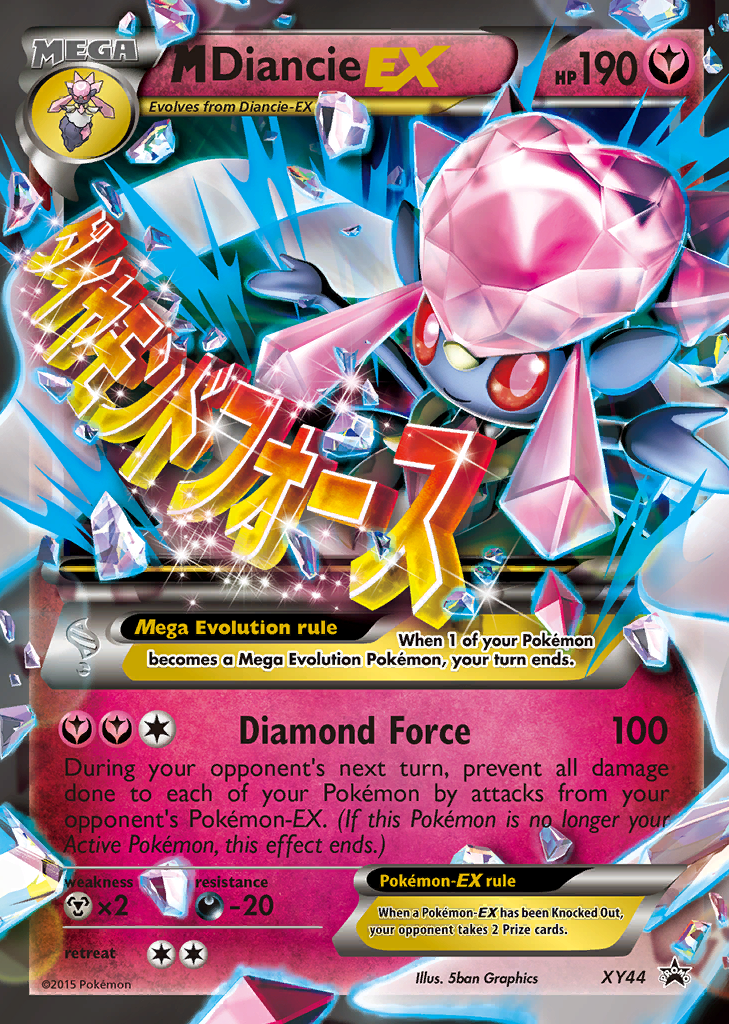 MEGA
MDiancie EX
HP190
Evolves from Diancie-EX
ダイヤモンドフォース
Mega Evolution rule
When 1 of your Pokémon
becomes a Mega Evolution Pokémon, your turn ends.
Diamond Force 100
During your opponent's next turn, prevent all damage
done to each of your Pokémon by attacks from your
opponent's Pokémon-EX. (If this Pokémon is no longer your
Active Pokémon, this effect ends.)
weakness resistance
×2 -20
retreat
Pokémon-EX rule
When a Pokémon-EX has been Knocked Out,
your opponent takes 2 Prize cards.
©2015 Pokémon
Illus. 5ban Graphics
XY44
PROMO